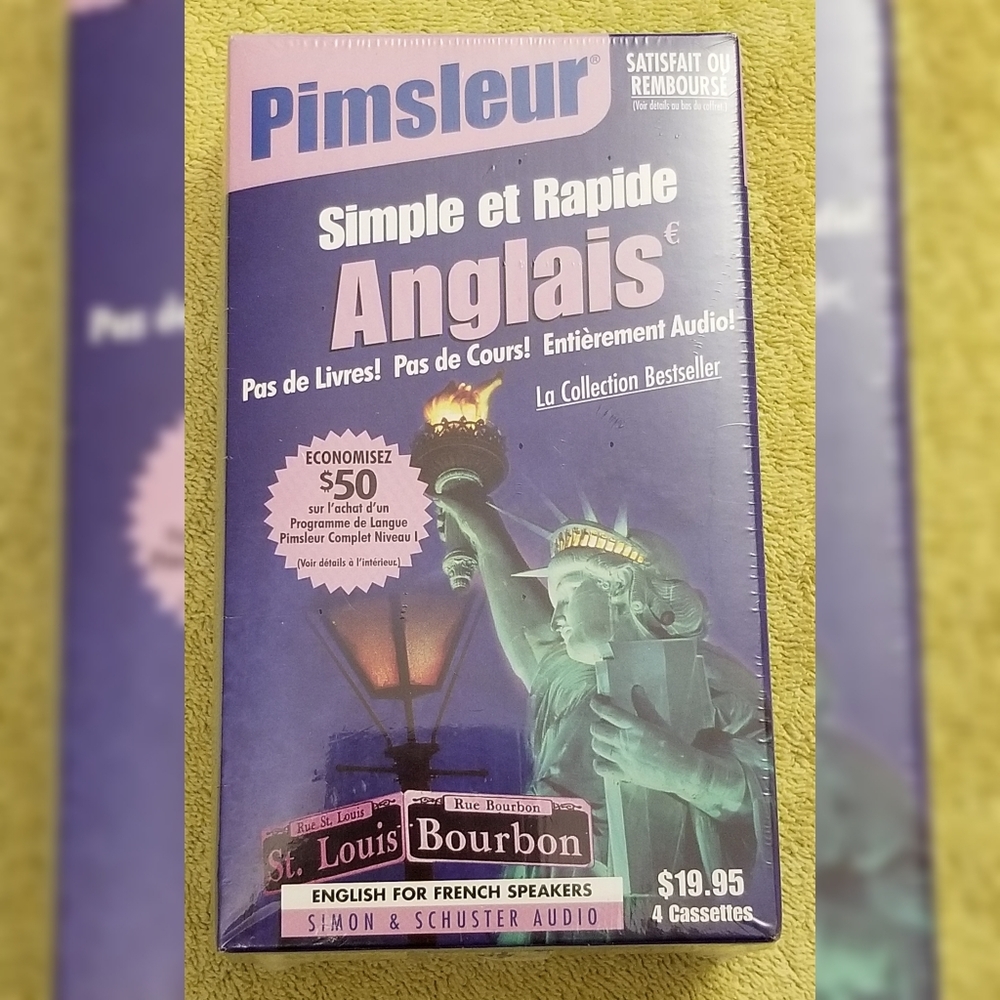 Pimsleur®
SATISFAIT OU
REMBOURSÉ
(Voir détails au bas du coffret)
Simple et Rapide
Anglais€
Pas de Livres! Pas de Cours! Entièrement Audio!
La Collection Bestseller
ECONOMISEZ
$50
sur l'achat d'un
Programme de Langue
Pimsleur Complet Niveau I
(Voir détails à l'intérieur.)
Rue St. Louis
St. Louis
Rue Bourbon
Bourbon
ENGLISH FOR FRENCH SPEAKERS
SIMON & SCHUSTER AUDIO
$19.95
4 Cassettes